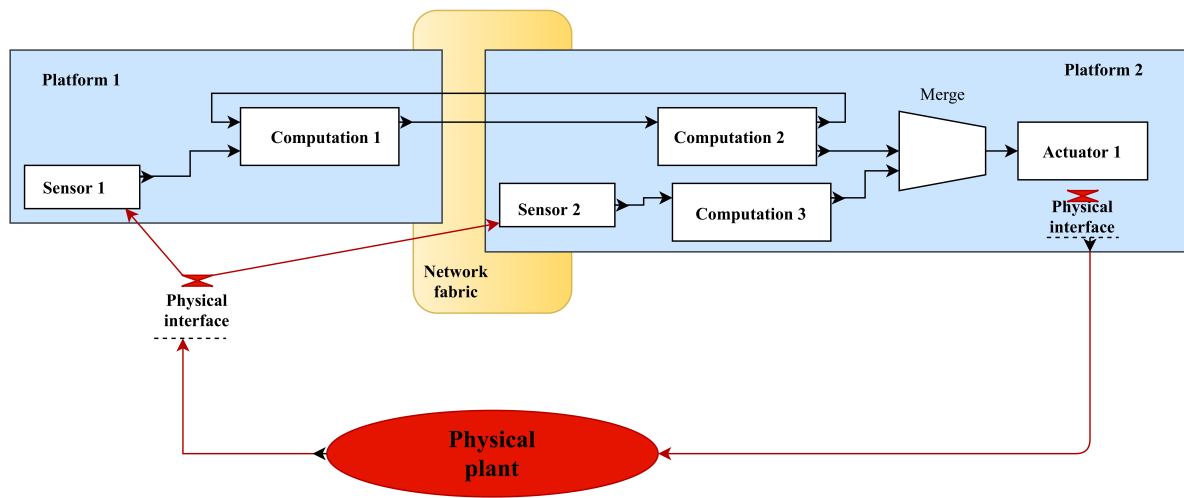 Platform 1
Platform 2
Merge
Computation 1
Computation 2
Actuator 1
Sensor 1
Sensor 2
Computation 3
Physical
interface
Network
fabric
Physical
interface
Physical
plant